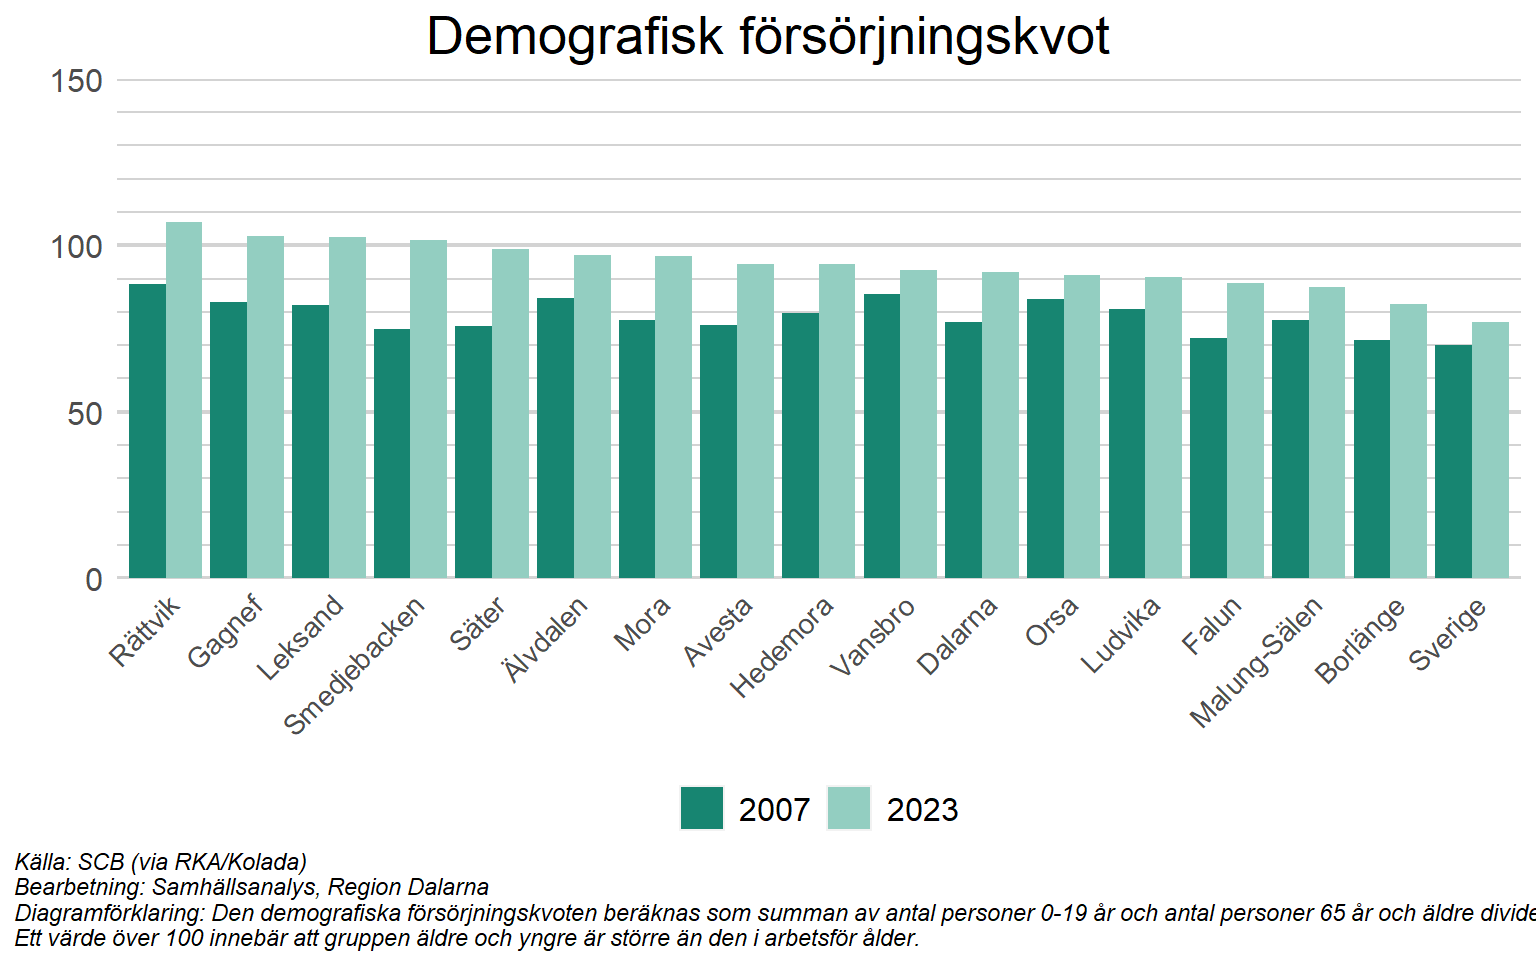 Demografisk försörjningskvot
150
100
50
0
Rättvik
Gagnef
Leksand
Smedjebacken
Säter
Älvdalen
Mora
Avesta
Hedemora
Vansbro
Dalarna
Orsa
Ludvika
Falun
Malung-Sälen
Borlänge
Sverige
2007
2023
Källa: SCB (via RKA/Kolada)
Bearbetning: Samhällsanalys, Region Dalarna
Diagramförklaring: Den demografiska försörjningskvoten beräknas som summan av antal personer 0-19 år och antal personer 65 år och äldre
Ett värde över 100 innebär att gruppen äldre och yngre är större än den i arbetsför ålder.